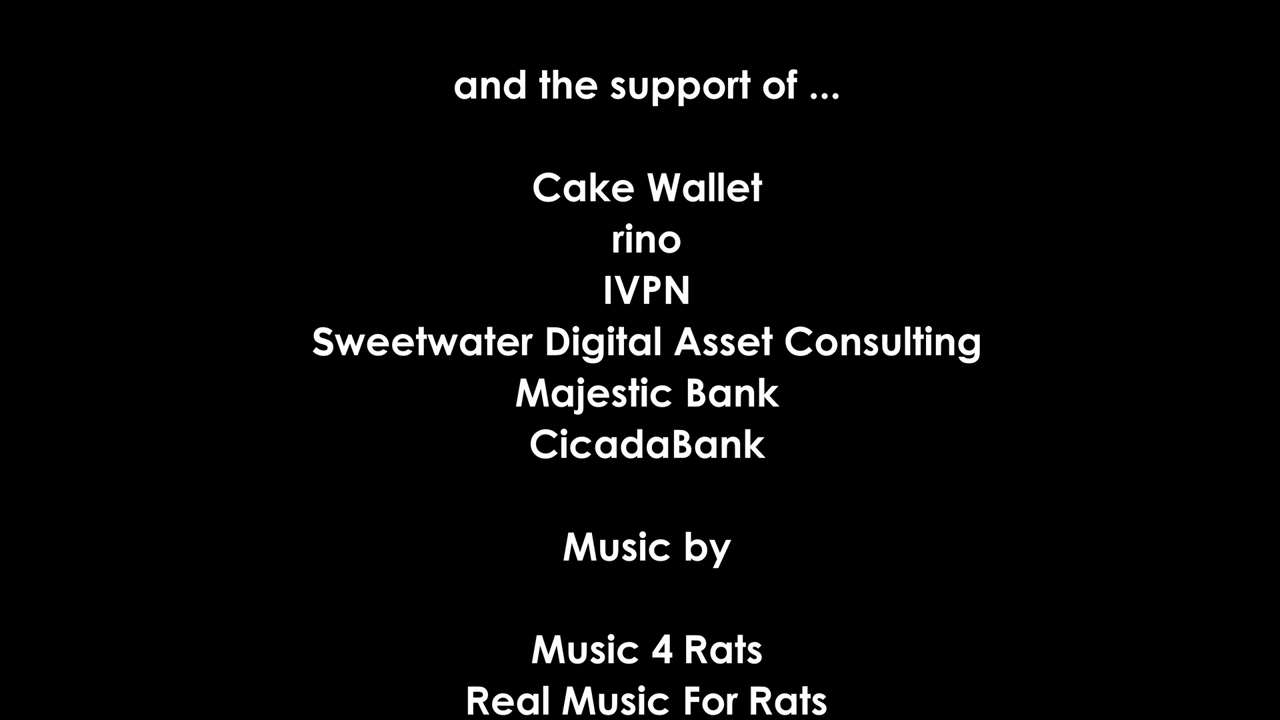 and the support of ...
Cake Wallet
rino
IVPN
Sweetwater Digital Asset Consulting
Majestic Bank
CicadaBank
Music by
Music 4 Rats
Real Music For Rats